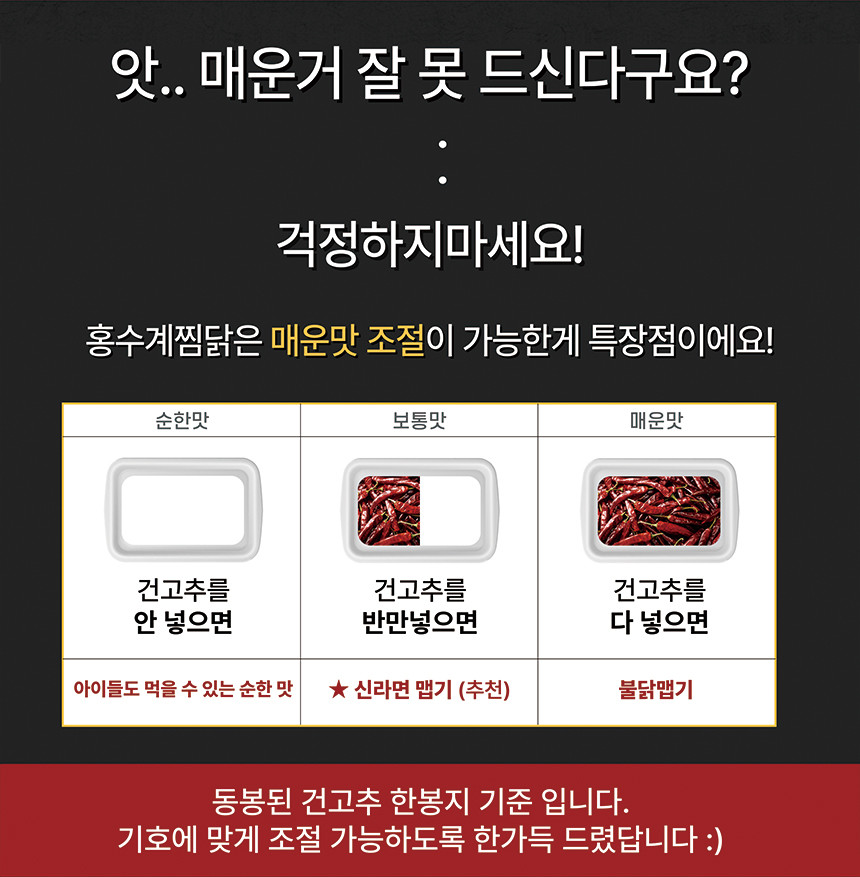 앗.. 매운거 잘 못 드신다구요?
:
걱정하지마세요!
홍수계찜닭은 매운맛 조절이 가능한게 특장점이에요!
순한맛 보통맛 매운맛
건고추를 건고추를 건고추를
안 넣으면 반만넣으면 다 넣으면
아이들도 먹을 수 있는 순한 맛 ★ 신라면 맵기 (추천) 불닭맵기
동봉된 건고추 한봉지 기준 입니다.
기호에 맞게 조절 가능하도록 한가득 드렸답니다 :)